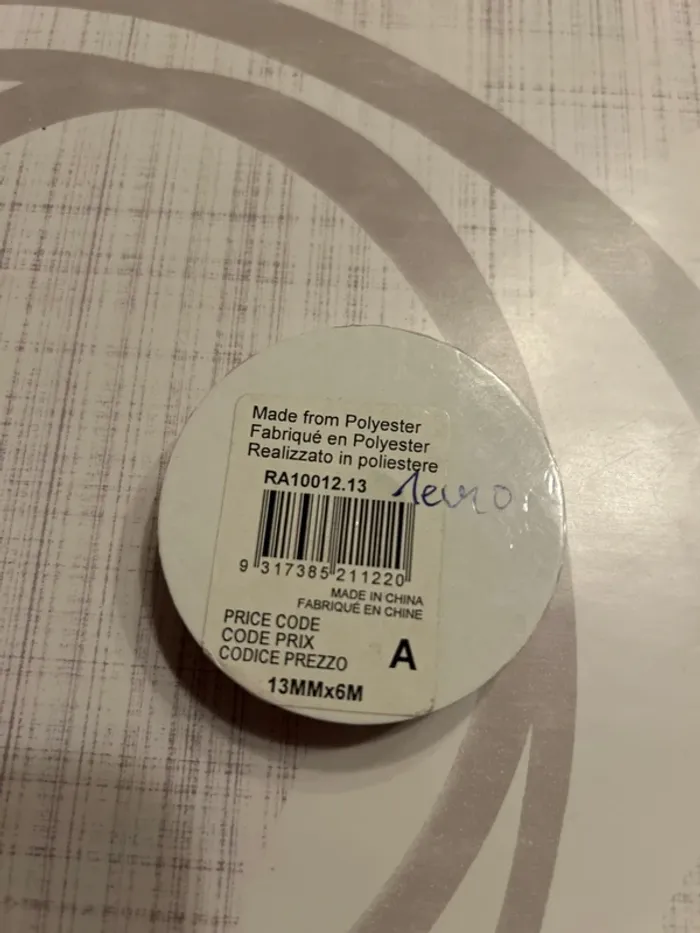 Made from Polyester
Fabriqué en Polyester
Realizzato in poliestere
RA10012.13
1euro
9 317385 211220
MADE IN CHINA
FABRIQUÉ EN CHINE
PRICE CODE
CODE PRIX
CODICE PREZZO
A
13MMx6M